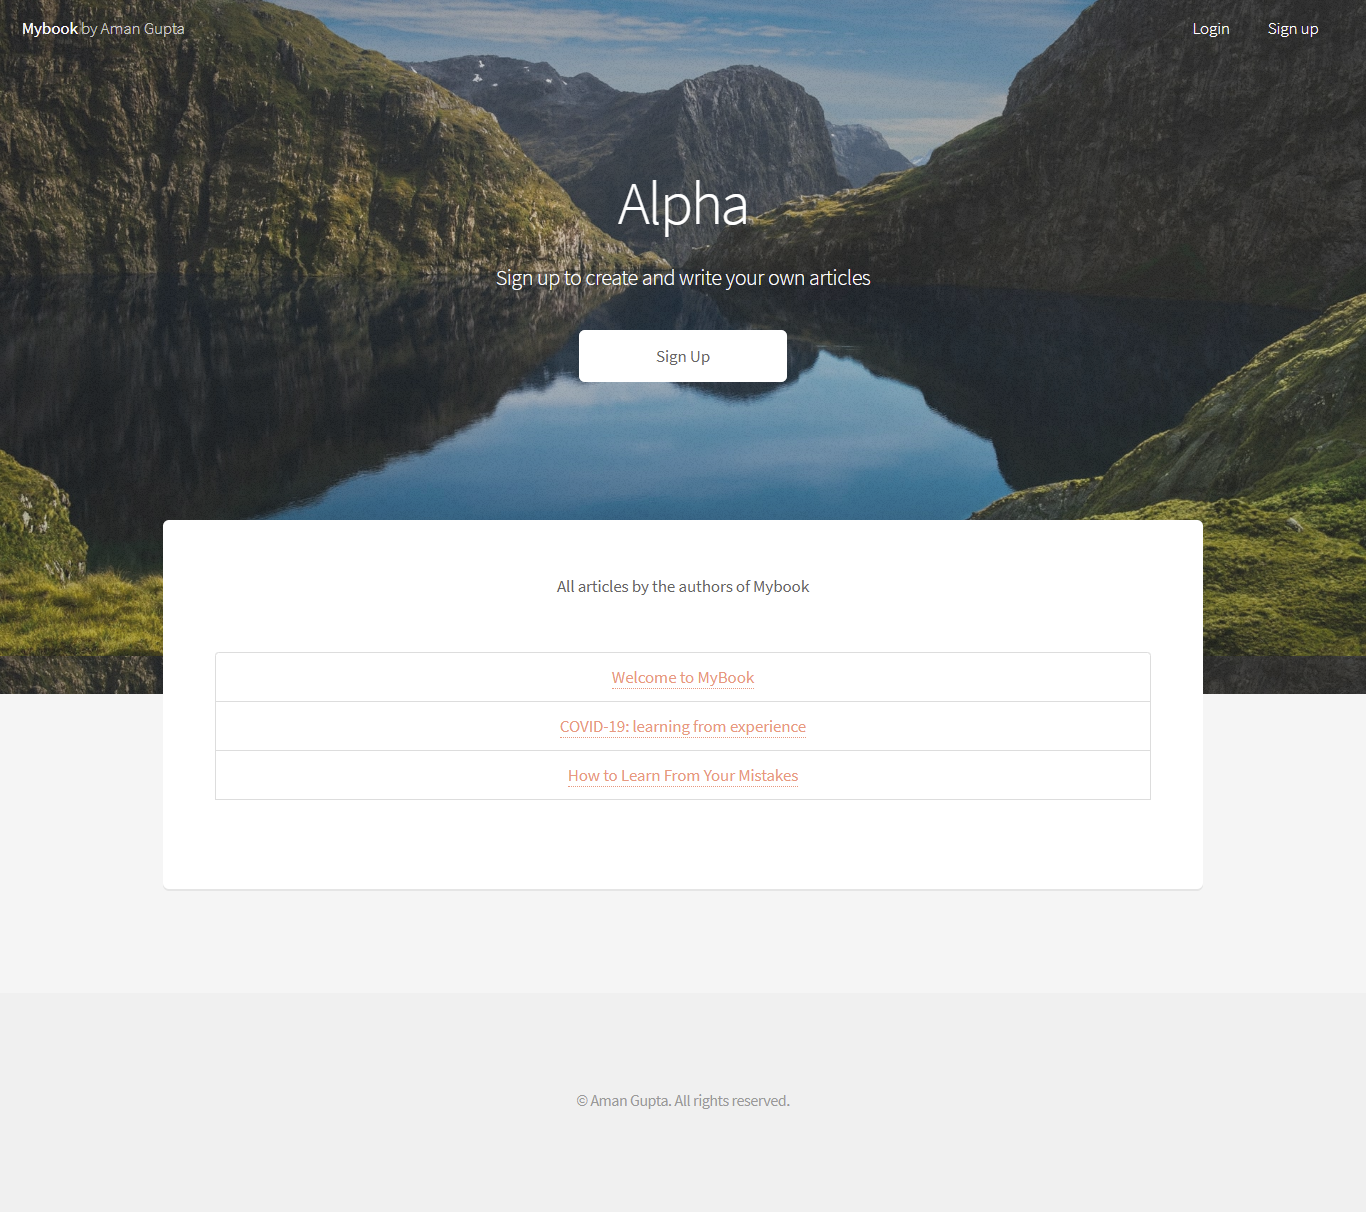 Mybook by Aman Gupta
Login
Sign up
Alpha
Sign up to create and write your own articles
Sign Up
All articles by the authors of Mybook
Welcome to MyBook
COVID-19: learning from experience
How to Learn From Your Mistakes
© Aman Gupta. All rights reserved.